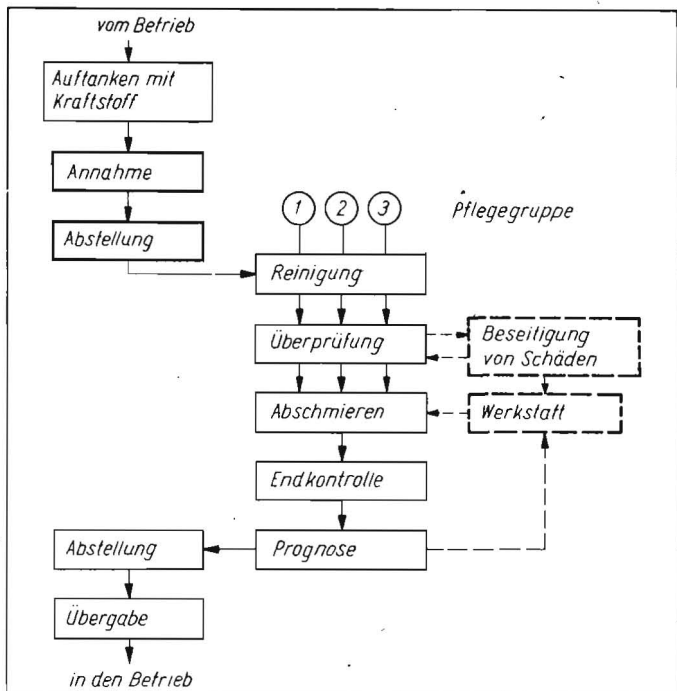 vom Betrieb
Auftanken mit
Kraftstoff
Annahme
Abstellung
1 2 3 Pflegegruppe
Reinigung
Überprüfung
Beseitigung
von Schäden
Abschmieren
Werkstatt
Endkontrolle
Prognose
Abstellung
Übergabe
in den Betrieb